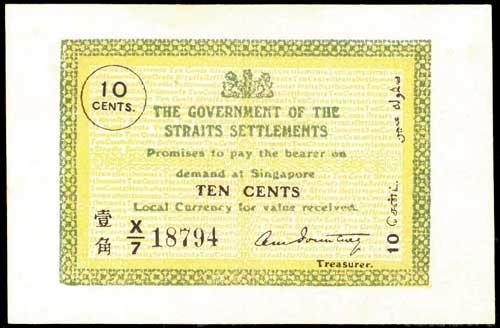 10
CENTS.
THE GOVERNMENT OF THE
STRAITS SETTLEMENTS
Promises to pay the bearer on
demand at Singapore
TEN CENTS
Local Currency for value received.
壹
角
X/7 18794
Treasurer.
10